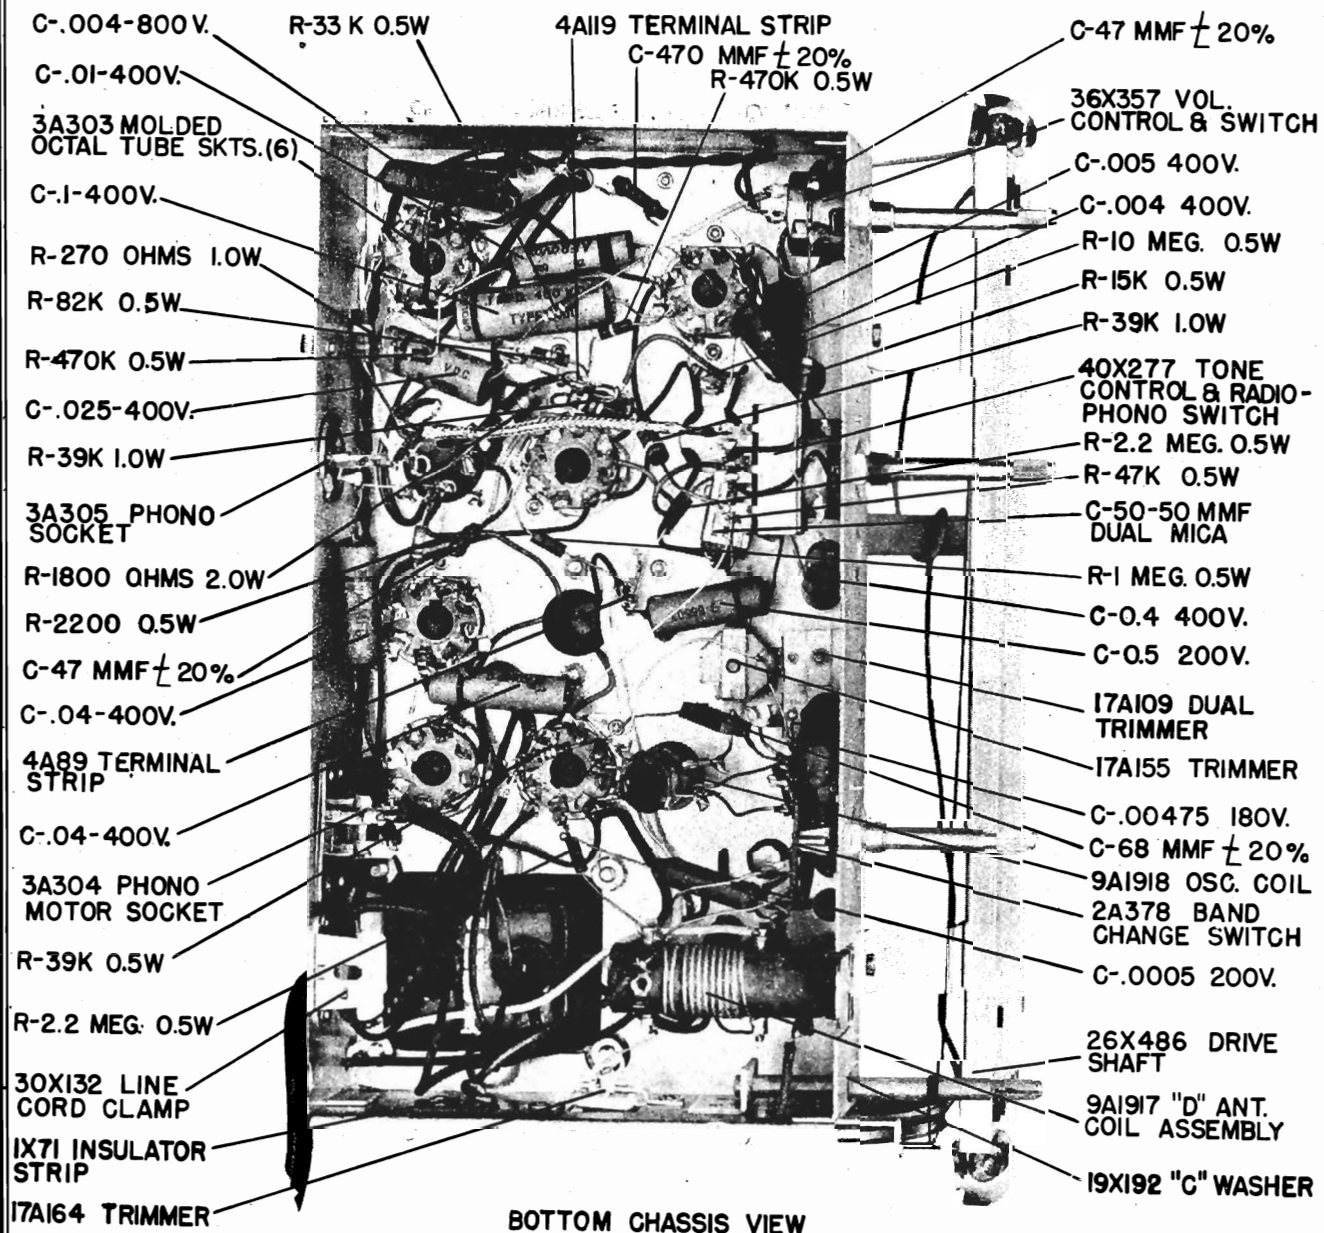 C-.004-800V.
R-33 K 0.5W
4A119 TERMINAL STRIP
C-470 MMF ± 20%
R-470K 0.5W
C-47 MMF ± 20%
C-.01-400V.
3A303 MOLDED
OCTAL TUBE SKTS.(6)
C-.1-400V.
R-270 OHMS 1.0W
R-82K 0.5W
R-470K 0.5W
C-.025-400V.
R-39K 1.0W
3A305 PHONO
SOCKET
R-1800 OHMS 2.0W
R-2200 0.5W
C-47 MMF ± 20%
C-.04-400V.
4A89 TERMINAL
STRIP
C-.04-400V.
3A304 PHONO
MOTOR SOCKET
R-39K 0.5W
R-2.2 MEG. 0.5W
30X132 LINE
CORD CLAMP
1X71 INSULATOR
STRIP
17A164 TRIMMER
36X357 VOL.
CONTROL & SWITCH
C-.005 400V.
C-.004 400V.
R-10 MEG. 0.5W
R-15K 0.5W
R-39K 1.0W
40X277 TONE
CONTROL & RADIO-
PHONO SWITCH
R-2.2 MEG. 0.5W
R-47K 0.5W
C-50-50 MMF
DUAL MICA
R-1 MEG. 0.5W
C-0.4 400V.
C-0.5 200V.
17A109 DUAL
TRIMMER
17A155 TRIMMER
C-.00475 180V.
C-68 MMF ± 20%
9A1918 OSC. COIL
2A378 BAND
CHANGE SWITCH
C-.0005 200V.
26X486 DRIVE
SHAFT
9A1917 "D" ANT.
COIL ASSEMBLY
19X192 "C" WASHER
VDC
BOTTOM CHASSIS VIEW